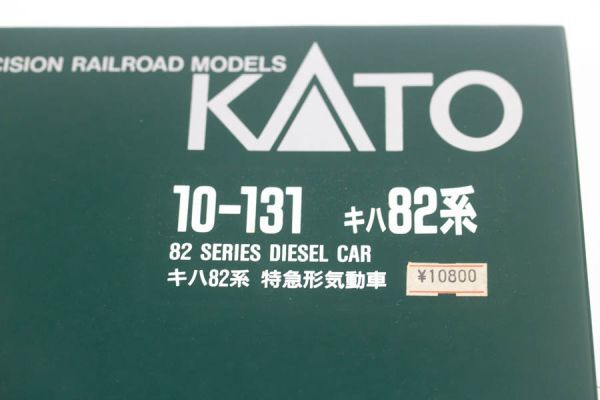 CISION RAILROAD MODELS
KATO
10-131 キハ82系
82 SERIES DIESEL CAR
キハ82系 特急形気動車
¥10800